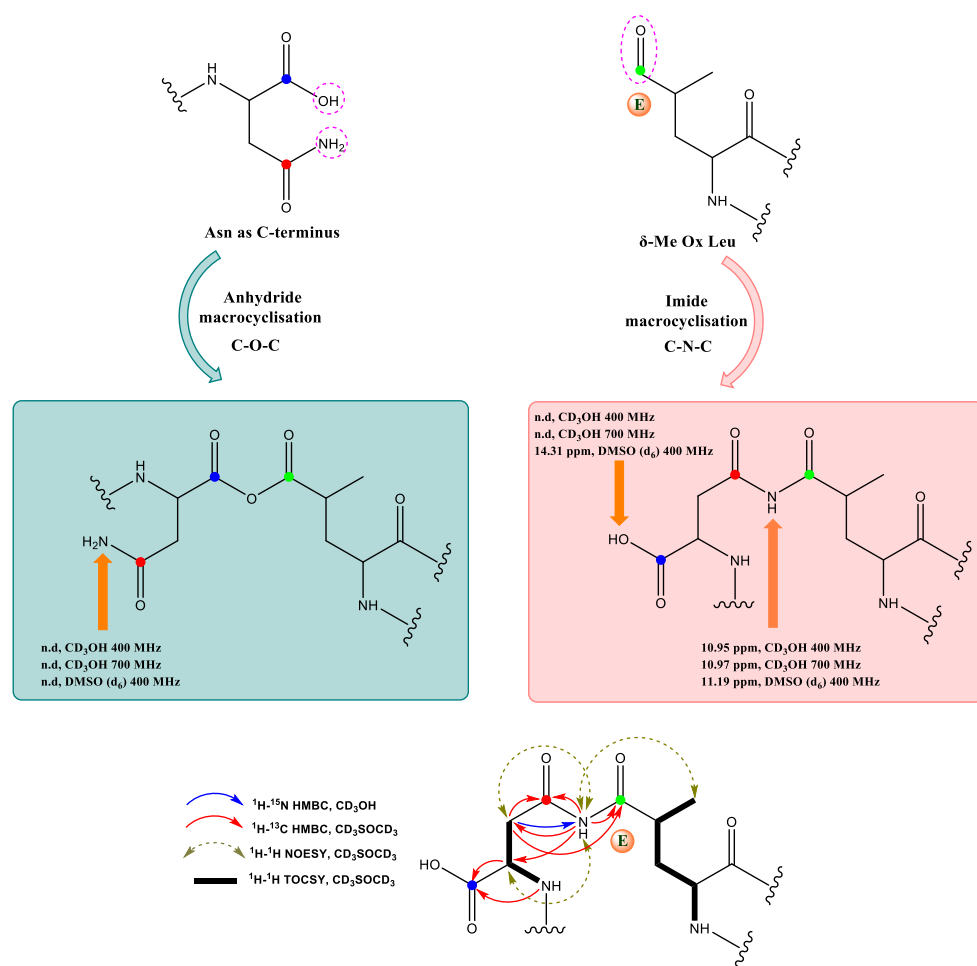 O
H
N
OH
NH₂
O
Asn as C-terminus
O
E
O
NH
δ-Me Ox Leu
Anhydride
macrocyclisation
C-O-C
Imide
macrocyclisation
C-N-C
H
N
O
O
O
O
H₂N
O
NH
n.d, CD₃OH 400 MHz
n.d, CD₃OH 700 MHz
n.d, DMSO (d₆) 400 MHz
n.d, CD₃OH 400 MHz
n.d, CD₃OH 700 MHz
14.31 ppm, DMSO (d₆) 400 MHz
O
O
N
H
O
HO
NH
O
NH
10.95 ppm, CD₃OH 400 MHz
10.97 ppm, CD₃OH 700 MHz
11.19 ppm, DMSO (d₆) 400 MHz
¹H-¹⁵N HMBC, CD₃OH
¹H-¹³C HMBC, CD₃SOCD₃
¹H-¹H NOESY, CD₃SOCD₃
¹H-¹H TOCSY, CD₃SOCD₃
O
O
N
H
E
HO
O
NH
O
NH